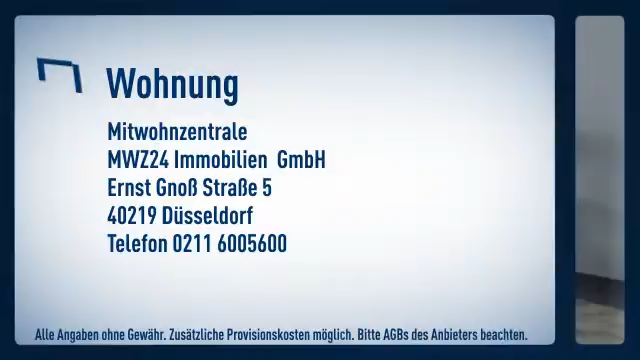 Wohnung
Mitwohnzentrale
MWZ24 Immobilien GmbH
Ernst Gnoß Straße 5
40219 Düsseldorf
Telefon 0211 6005600
Alle Angaben ohne Gewähr. Zusätzliche Provisionskosten möglich. Bitte AGBs des Anbieters beachten.